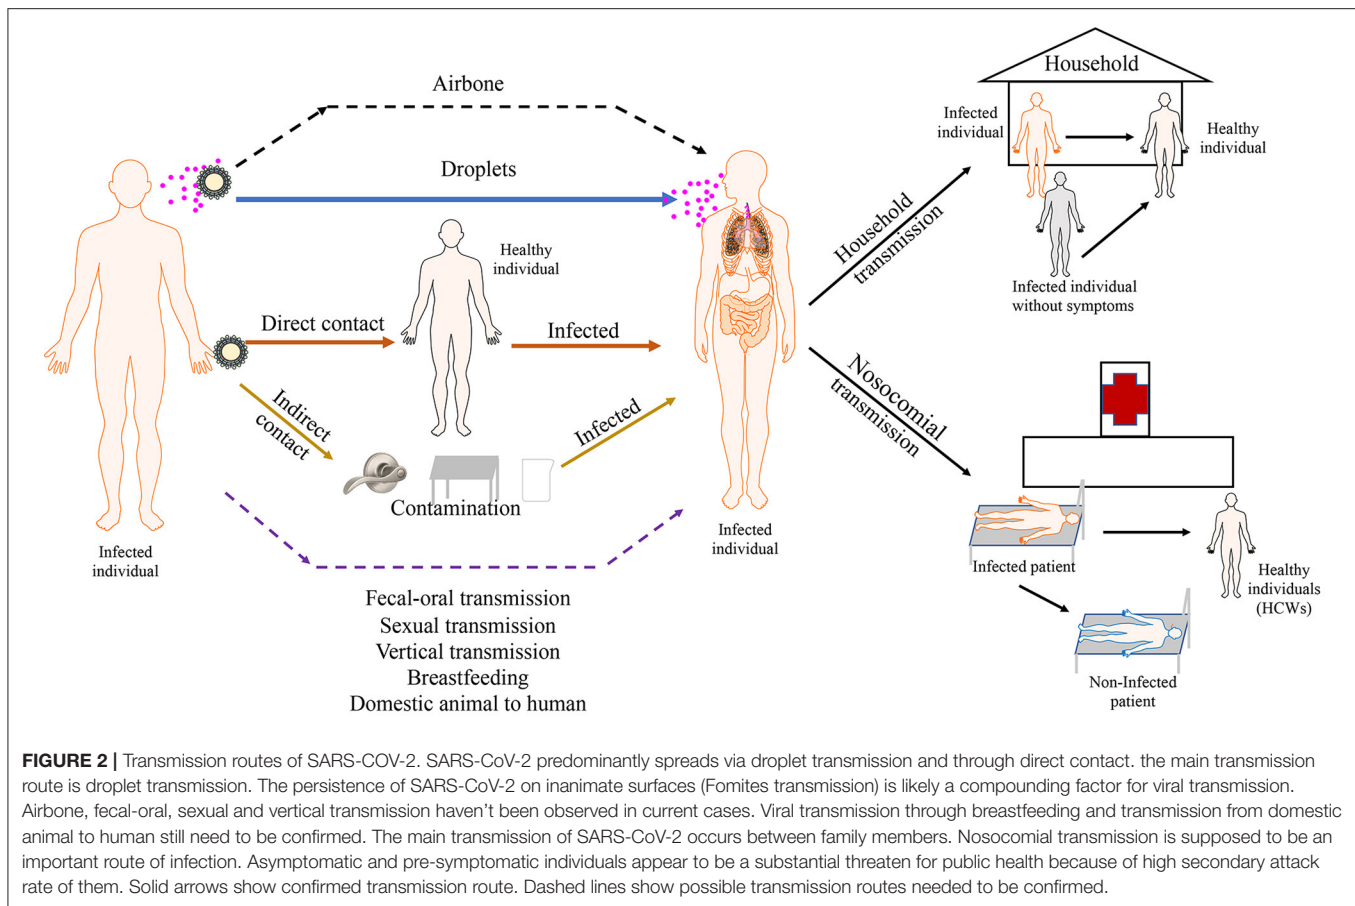 Airbone
Droplets
Healthy
individual
Direct contact
Infected
Indirect
contact
Infected
Contamination
Infected
individual
Infected
individual
Fecal-oral transmission
Sexual transmission
Vertical transmission
Breastfeeding
Domestic animal to human
Household
transmission
Nosocomial
transmission
Household
Infected
individual
Healthy
individual
Infected individual
without symptoms
Infected patient
Healthy
individuals
(HCWs)
Non-Infected
patient
FIGURE 2 | Transmission routes of SARS-COV-2. SARS-CoV-2 predominantly spreads via droplet transmission and through direct contact. the main transmission
route is droplet transmission. The persistence of SARS-CoV-2 on inanimate surfaces (Fomites transmission) is likely a compounding factor for viral transmission.
Airbone, fecal-oral, sexual and vertical transmission haven't been observed in current cases. Viral transmission through breastfeeding and transmission from domestic
animal to human still need to be confirmed. The main transmission of SARS-CoV-2 occurs between family members. Nosocomial transmission is supposed to be an
important route of infection. Asymptomatic and pre-symptomatic individuals appear to be a substantial threaten for public health because of high secondary attack
rate of them. Solid arrows show confirmed transmission route. Dashed lines show possible transmission routes needed to be confirmed.